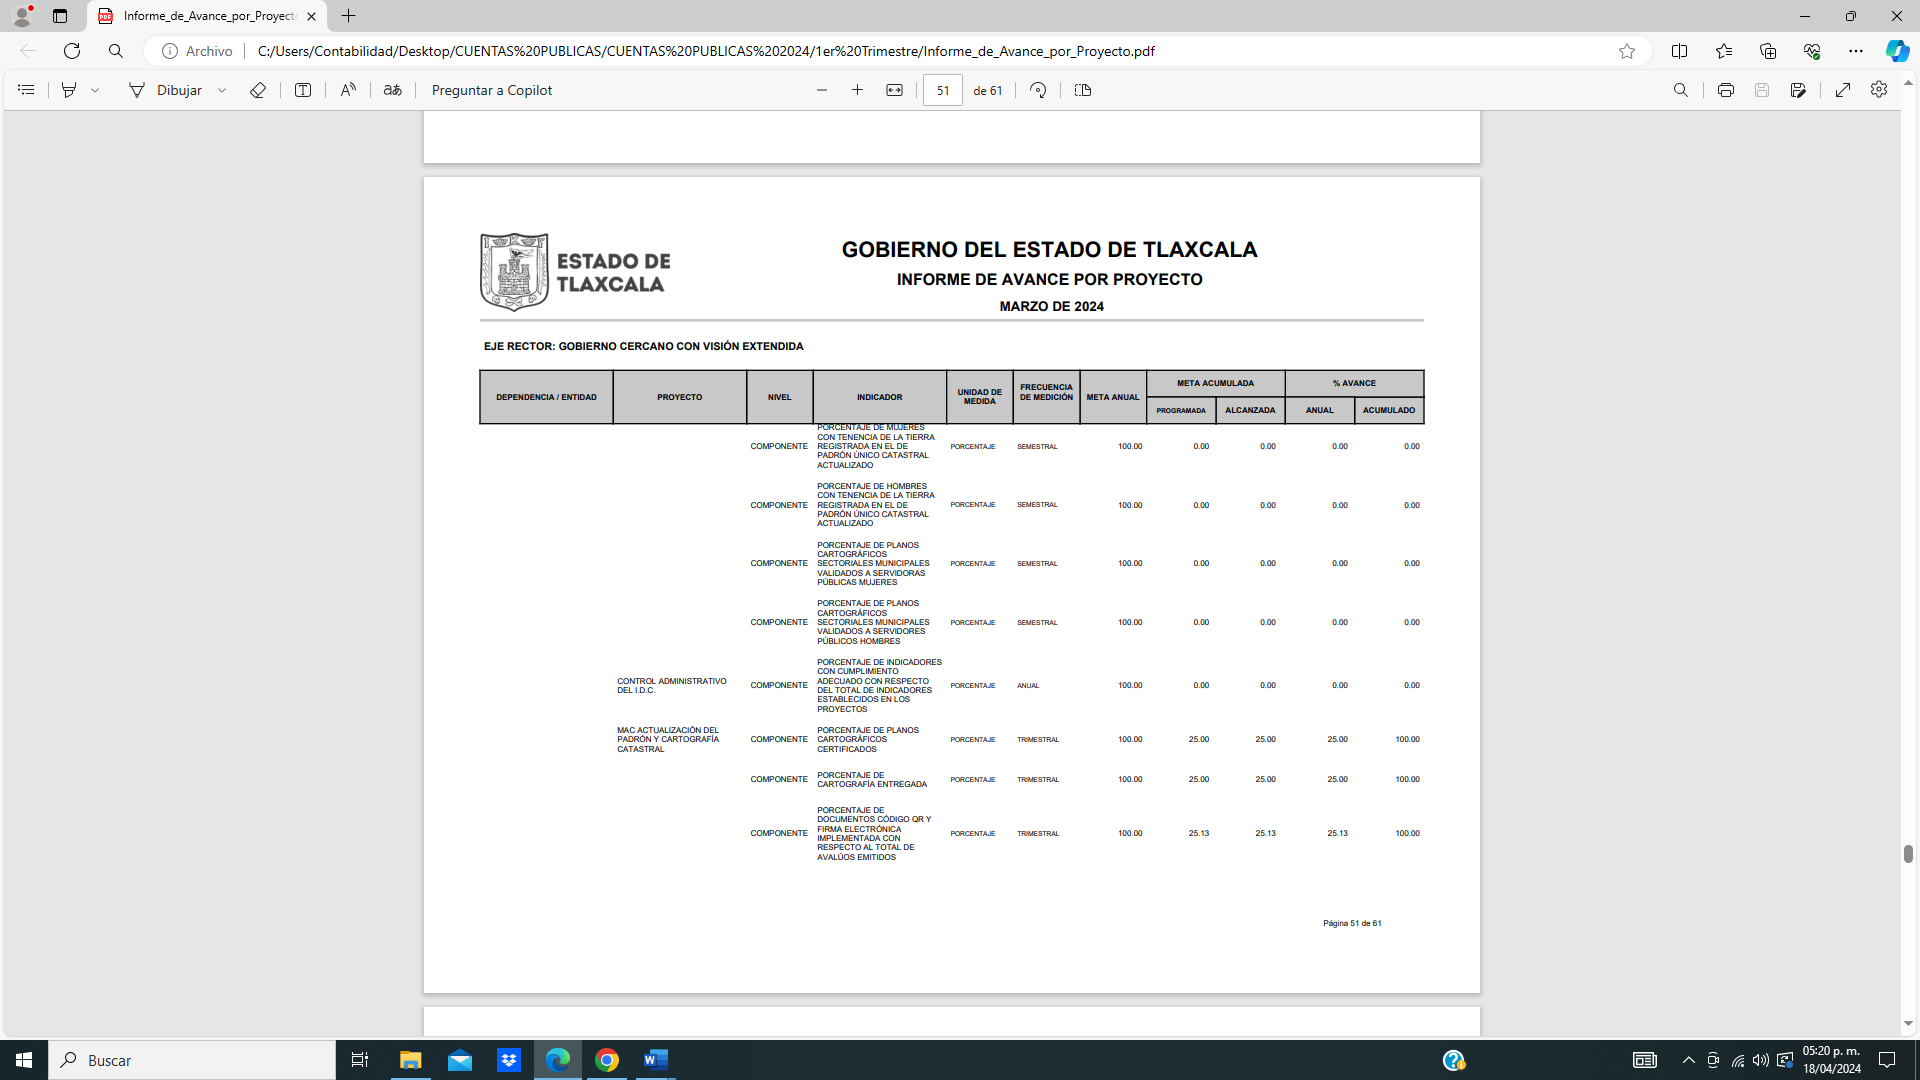 Informe_de_Avance_por_Proyecto
Archivo
C:/Users/Contabilidad/Desktop/CUENTAS%20PUBLICAS/CUENTAS%20PUBLICAS%202024/1er%20Trimestre/Informe_de_Avance_por_Proyecto.pdf
Dibujar
Preguntar a Copilot
51 de 61
ESTADO DE
TLAXCALA
GOBIERNO DEL ESTADO DE TLAXCALA
INFORME DE AVANCE POR PROYECTO
MARZO DE 2024
EJE RECTOR: GOBIERNO CERCANO CON VISIÓN EXTENDIDA
DEPENDENCIA / ENTIDAD PROYECTO NIVEL INDICADOR UNIDAD DE MEDIDA FRECUENCIA DE MEDICIÓN META ANUAL META ACUMULADA % AVANCE
PROGRAMADA ALCANZADA ANUAL ACUMULADO
PORCENTAJE DE MUJERES
CON TENENCIA DE LA TIERRA
COMPONENTE REGISTRADA EN EL DE PORCENTAJE SEMESTRAL 100.00 0.00 0.00 0.00 0.00
PADRÓN ÚNICO CATASTRAL
ACTUALIZADO
PORCENTAJE DE HOMBRES
CON TENENCIA DE LA TIERRA
COMPONENTE REGISTRADA EN EL DE PORCENTAJE SEMESTRAL 100.00 0.00 0.00 0.00 0.00
PADRÓN ÚNICO CATASTRAL
ACTUALIZADO
PORCENTAJE DE PLANOS
CARTOGRÁFICOS
COMPONENTE SECTORIALES MUNICIPALES PORCENTAJE SEMESTRAL 100.00 0.00 0.00 0.00 0.00
VALIDADOS A SERVIDORAS
PÚBLICAS MUJERES
PORCENTAJE DE PLANOS
CARTOGRÁFICOS
COMPONENTE SECTORIALES MUNICIPALES PORCENTAJE SEMESTRAL 100.00 0.00 0.00 0.00 0.00
VALIDADOS A SERVIDORES
PÚBLICOS HOMBRES
PORCENTAJE DE INDICADORES
CON CUMPLIMIENTO
CONTROL ADMINISTRATIVO COMPONENTE ADECUADO CON RESPECTO PORCENTAJE ANUAL 100.00 0.00 0.00 0.00 0.00
DEL I.D.C. DEL TOTAL DE INDICADORES
ESTABLECIDOS EN LOS
PROYECTOS
MAC ACTUALIZACIÓN DEL PORCENTAJE DE PLANOS
PADRÓN Y CARTOGRAFÍA COMPONENTE CARTOGRÁFICOS PORCENTAJE TRIMESTRAL 100.00 25.00 25.00 25.00 100.00
CATASTRAL CERTIFICADOS
COMPONENTE PORCENTAJE DE PORCENTAJE TRIMESTRAL 100.00 25.00 25.00 25.00 100.00
CARTOGRAFÍA ENTREGADA
PORCENTAJE DE
DOCUMENTOS CÓDIGO QR Y
FIRMA ELECTRÓNICA
COMPONENTE IMPLEMENTADA CON PORCENTAJE TRIMESTRAL 100.00 25.13 25.13 25.13 100.00
RESPECTO AL TOTAL DE
AVALÚOS EMITIDOS
Página 51 de 61
Buscar
05:20 p. m.
18/04/2024